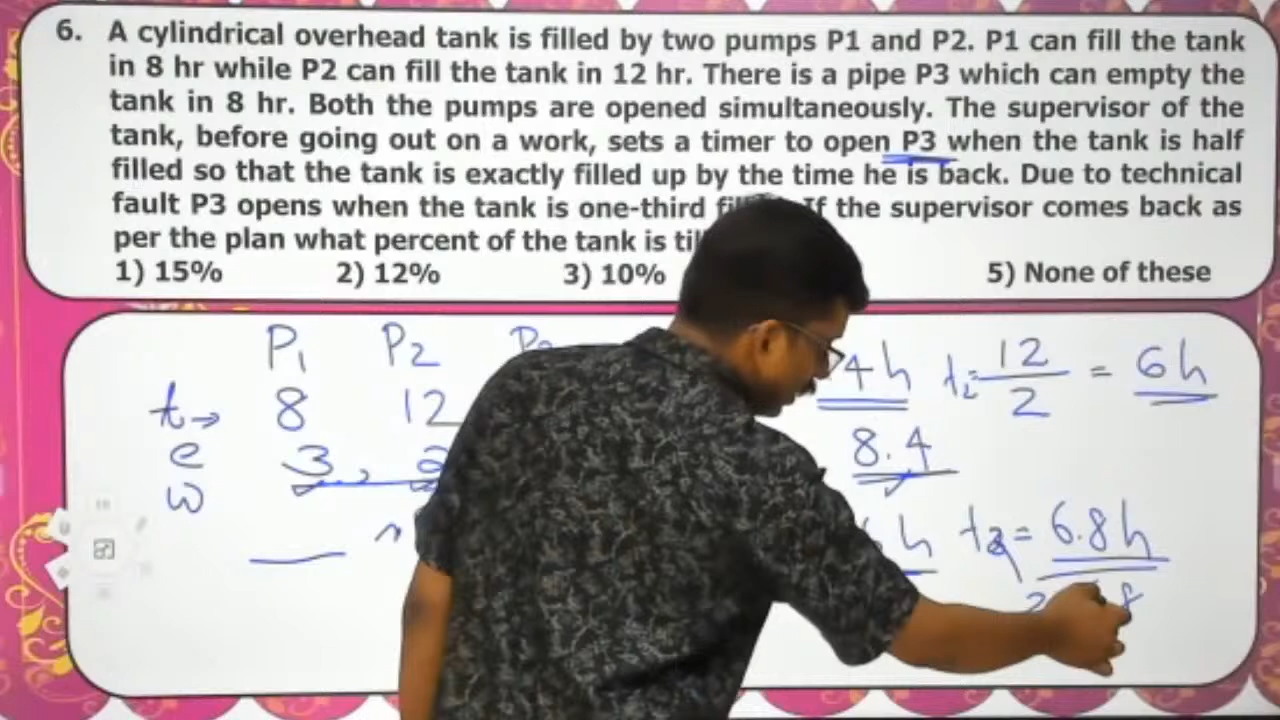 6. A cylindrical overhead tank is filled by two pumps P1 and P2. P1 can fill the tank
in 8 hr while P2 can fill the tank in 12 hr. There is a pipe P3 which can empty the
tank in 8 hr. Both the pumps are opened simultaneously. The supervisor of the
tank, before going out on a work, sets a timer to open P3 when the tank is half
filled so that the tank is exactly filled up by the time he is back. Due to technical
fault P3 opens when the tank is one-third If the supervisor comes back as
per the plan what percent of the tank is
1) 15% 2) 12% 3) 10% 5) None of these
P1 P2
4h t2= 12/2 = 6h
t→ 8 12
8.4
e 3, 2
w
h t2= 6.8h